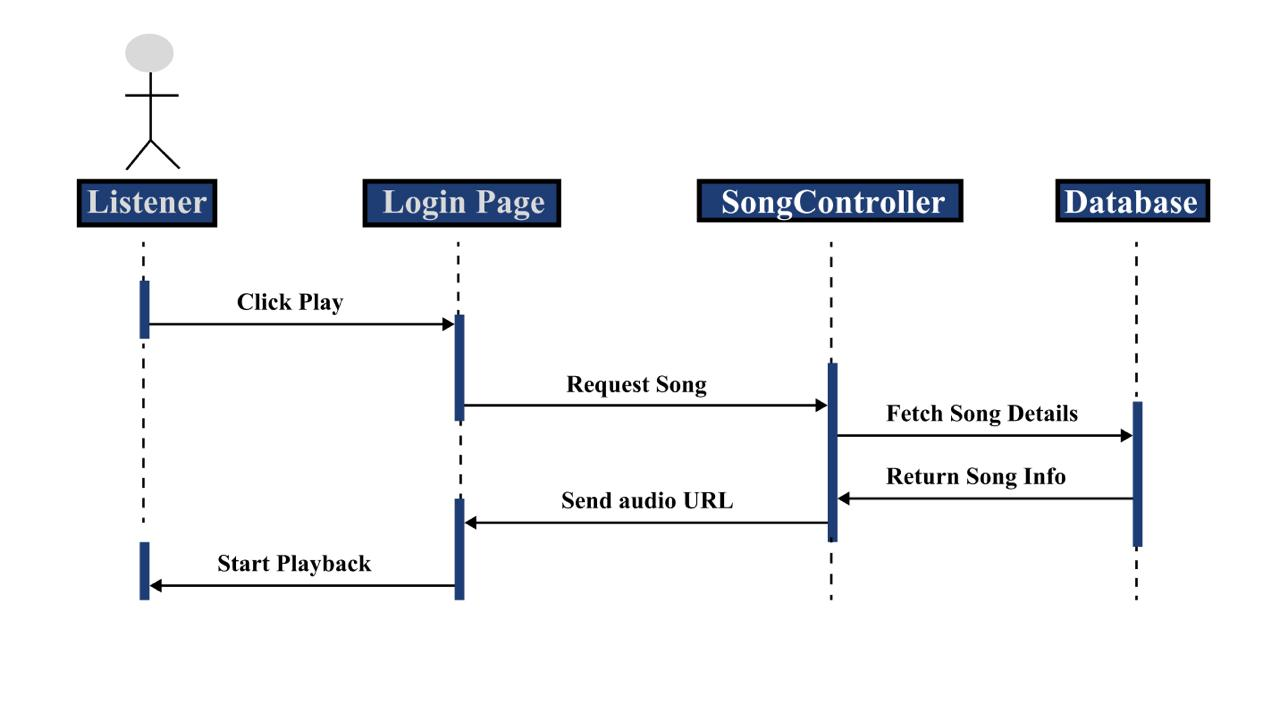 Listener
Login Page
SongController
Database
Click Play
Request Song
Fetch Song Details
Return Song Info
Send audio URL
Start Playback